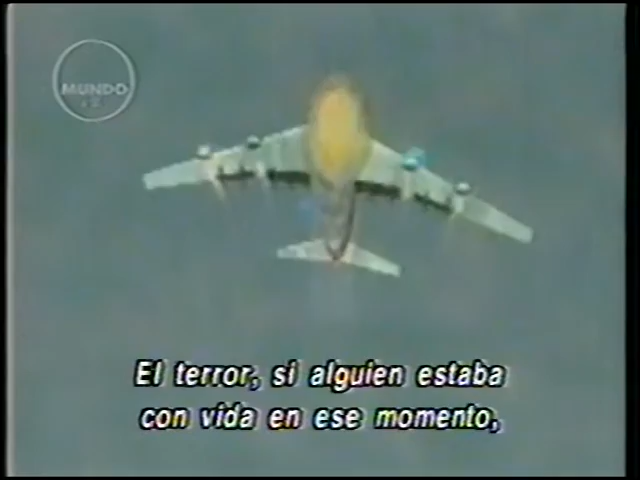 MUNDO
El terror, si alguien estaba
con vida en ese momento,